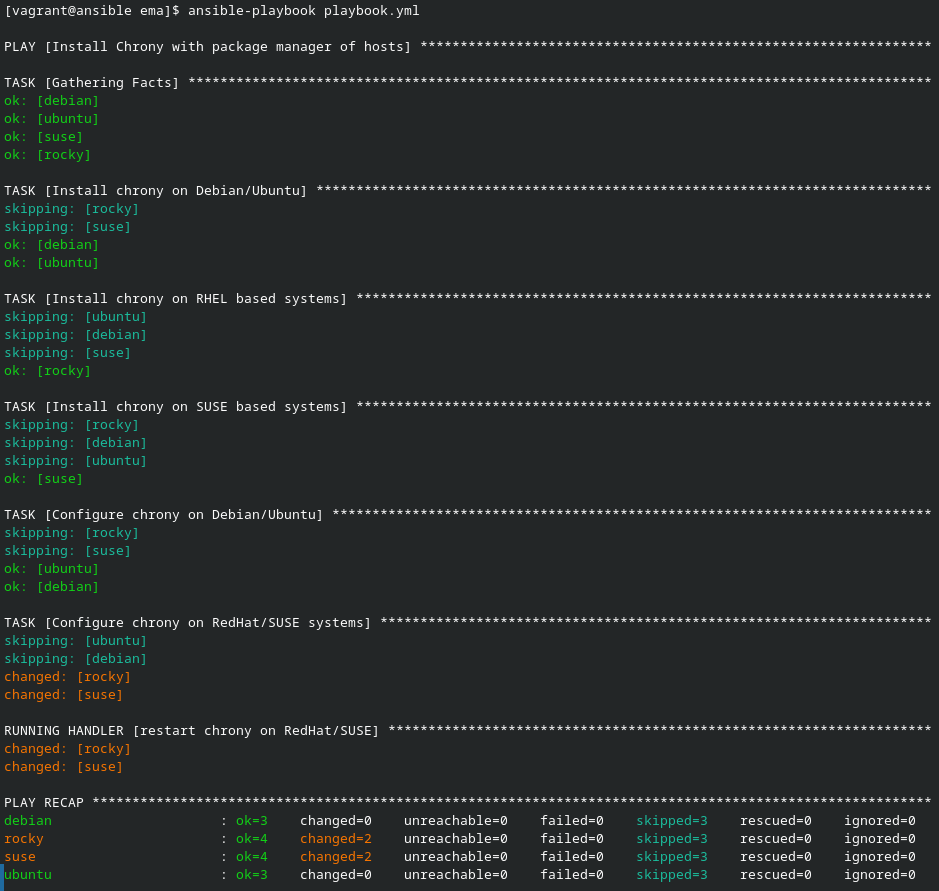 [vagrant@ansible ema]$ ansible-playbook playbook.yml
PLAY [Install Chrony with package manager of hosts] ****************************************************************
TASK [Gathering Facts] *********************************************************************************************
ok: [debian]
ok: [ubuntu]
ok: [suse]
ok: [rocky]
TASK [Install chrony on Debian/Ubuntu] *****************************************************************************
skipping: [rocky]
skipping: [suse]
ok: [debian]
ok: [ubuntu]
TASK [Install chrony on RHEL based systems] ************************************************************************
skipping: [ubuntu]
skipping: [debian]
skipping: [suse]
ok: [rocky]
TASK [Install chrony on SUSE based systems] ************************************************************************
skipping: [rocky]
skipping: [debian]
skipping: [ubuntu]
ok: [suse]
TASK [Configure chrony on Debian/Ubuntu] ***************************************************************************
skipping: [rocky]
skipping: [suse]
ok: [ubuntu]
ok: [debian]
TASK [Configure chrony on RedHat/SUSE systems] *********************************************************************
skipping: [ubuntu]
skipping: [debian]
changed: [rocky]
changed: [suse]
RUNNING HANDLER [restart chrony on RedHat/SUSE] ********************************************************************
changed: [rocky]
changed: [suse]
PLAY RECAP *********************************************************************************************************
debian                     : ok=3    changed=0    unreachable=0    failed=0    skipped=3    rescued=0    ignored=0
rocky                      : ok=4    changed=2    unreachable=0    failed=0    skipped=3    rescued=0    ignored=0
suse                       : ok=4    changed=2    unreachable=0    failed=0    skipped=3    rescued=0    ignored=0
ubuntu                     : ok=3    changed=0    unreachable=0    failed=0    skipped=3    rescued=0    ignored=0